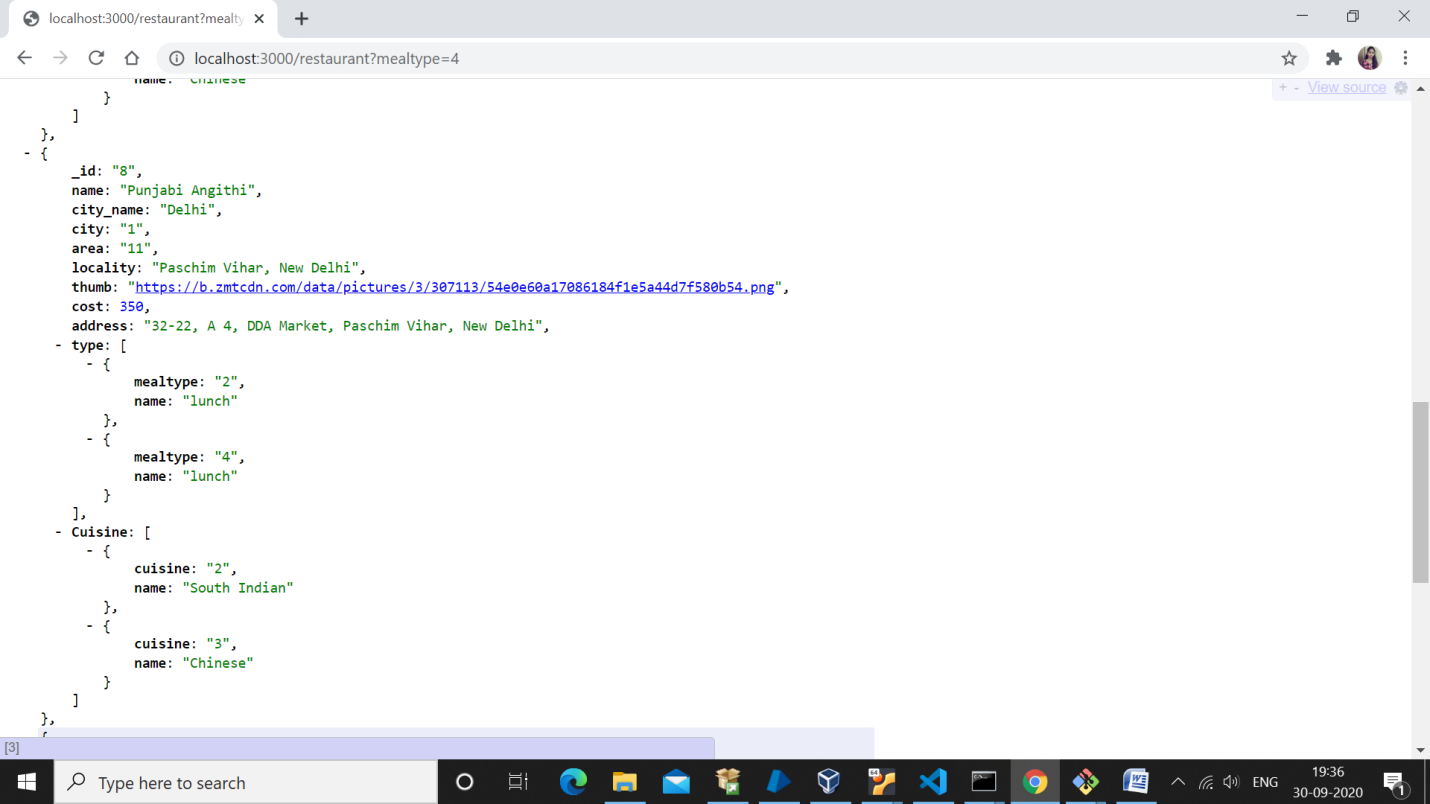 localhost:3000/restaurant?mealty
localhost:3000/restaurant?mealtype=4
+ - View source
name: "Chinese"
}
]
},
- {
_id: "8",
name: "Punjabi Angithi",
city_name: "Delhi",
city: "1",
area: "11",
locality: "Paschim Vihar, New Delhi",
thumb: "https://b.zmtcdn.com/data/pictures/3/307113/54e0e60a17086184f1e5a44d7f580b54.png",
cost: 350,
address: "32-22, A 4, DDA Market, Paschim Vihar, New Delhi",
- type: [
- {
mealtype: "2",
name: "lunch"
},
- {
mealtype: "4",
name: "lunch"
}
],
- Cuisine: [
- {
cuisine: "2",
name: "South Indian"
},
- {
cuisine: "3",
name: "Chinese"
}
]
},
{
[3]
Type here to search
64
ENG
19:36
30-09-2020
1